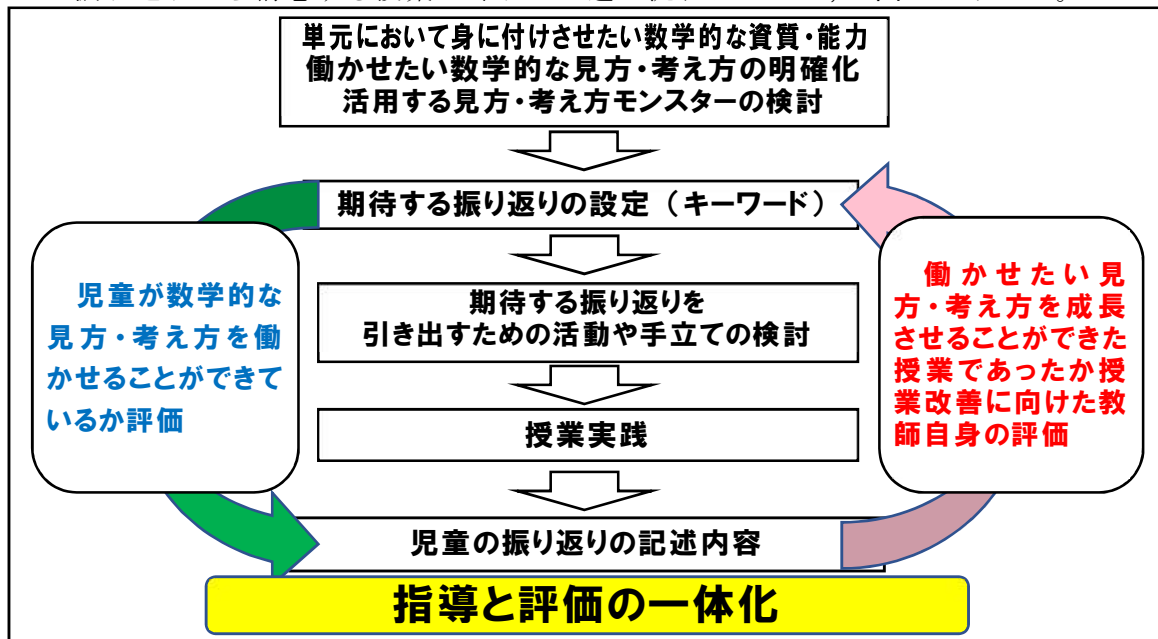 単元において身に付けさせたい数学的な資質・能力
働かせたい数学的な見方・考え方の明確化
活用する見方・考え方モンスターの検討
期待する振り返りの設定（キーワード）
児童が数学的な
見方・考え方を働
かせることができて
いるか評価
期待する振り返りを
引き出すための活動や手立ての検討
働かせたい見
方・考え方を成長
させることができた
授業であったか授
業改善に向けた教
師自身の評価
授業実践
児童の振り返りの記述内容
指導と評価の一体化